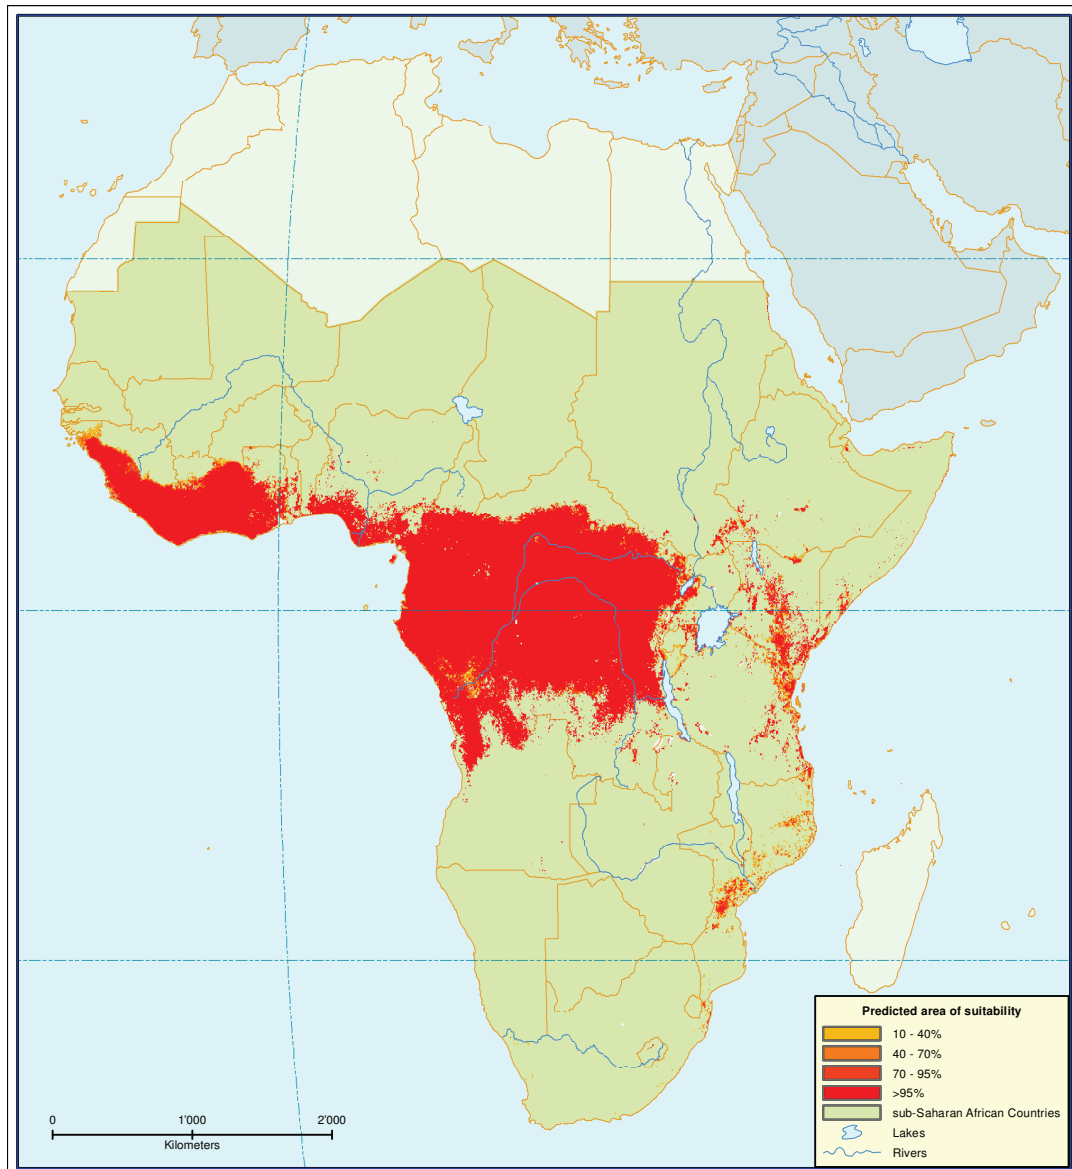 Predicted area of suitability
10 - 40%
40 - 70%
70 - 95%
>95%
sub-Saharan African Countries
Lakes
Rivers
0 1'000 2'000
Kilometers